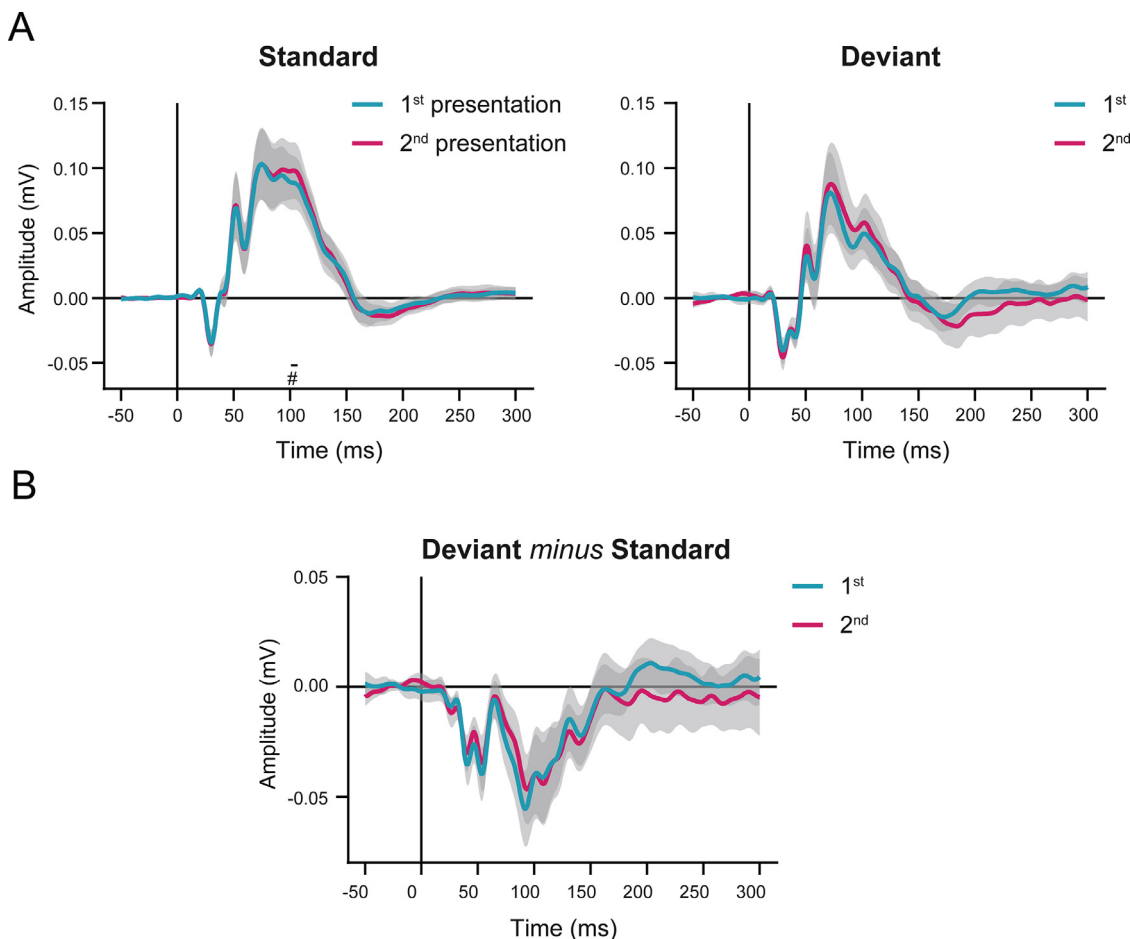 A
Standard
Deviant
1st presentation
2nd presentation
1st
2nd
Amplitude (mV)
0.15
0.10
0.05
0.00
-0.05
#
-50 0 50 100 150 200 250 300
Time (ms)
0.15
0.10
0.05
0.00
-0.05
-50 0 50 100 150 200 250 300
Time (ms)
B
Deviant minus Standard
1st
2nd
Amplitude (mV)
0.05
0.00
-0.05
-50 0 50 100 150 200 250 300
Time (ms)